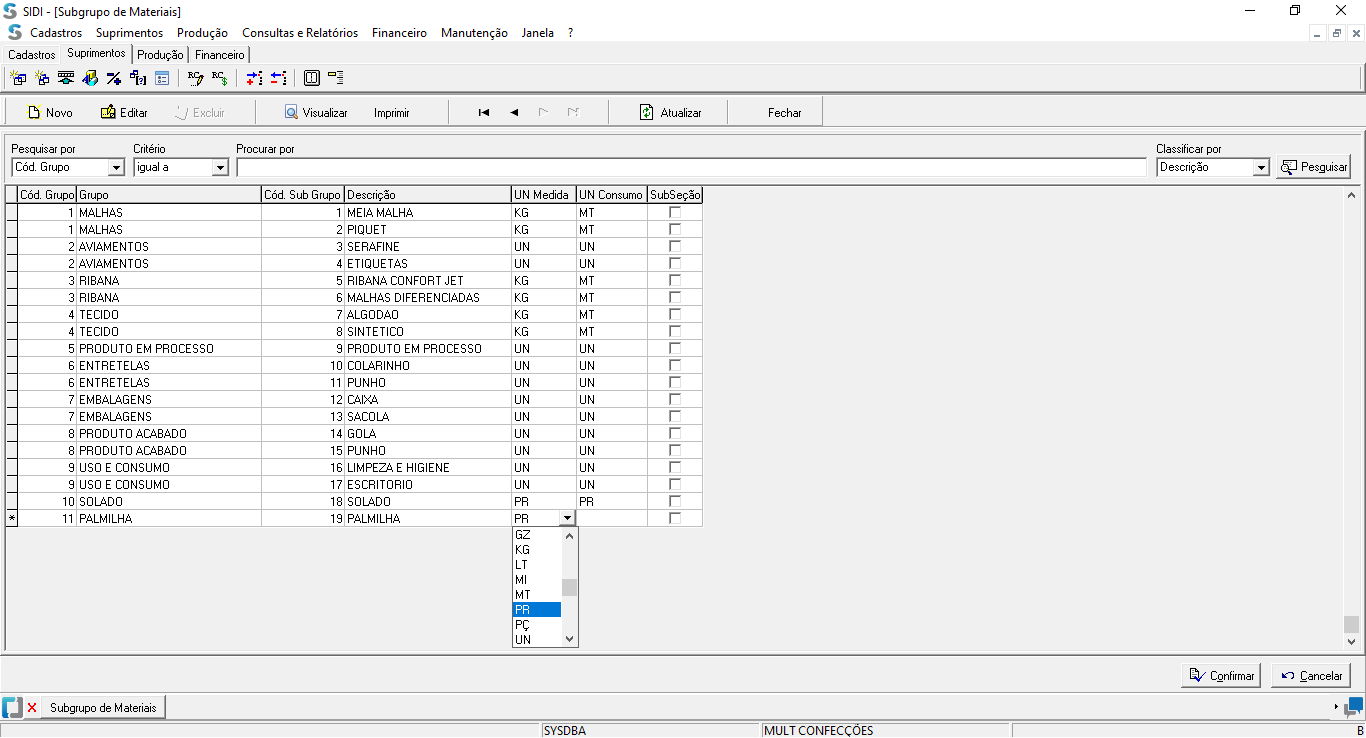 SIDI - [Subgrupo de Materiais]
Cadastros Suprimentos Produção Consultas e Relatórios Financeiro Manutenção Janela ?
Cadastros Suprimentos Produção Financeiro
Novo Editar Excluir Visualizar Imprimir Atualizar Fechar
Pesquisar por Critério Procurar por Classificar por
Cód. Grupo igual a Descrição Pesquisar
Cód. Grupo Grupo Cód. Sub Grupo Descrição UN Medida UN Consumo SubSeção
1 MALHAS 1 MEIA MALHA KG MT
1 MALHAS 2 PIQUET KG MT
2 AVIAMENTOS 3 SERAFINE UN UN
2 AVIAMENTOS 4 ETIQUETAS UN UN
3 RIBANA 5 RIBANA CONFORT JET KG MT
3 RIBANA 6 MALHAS DIFERENCIADAS KG MT
4 TECIDO 7 ALGODAO KG MT
4 TECIDO 8 SINTETICO KG MT
5 PRODUTO EM PROCESSO 9 PRODUTO EM PROCESSO UN UN
6 ENTRETELAS 10 COLARINHO UN UN
6 ENTRETELAS 11 PUNHO UN UN
7 EMBALAGENS 12 CAIXA UN UN
7 EMBALAGENS 13 SACOLA UN UN
8 PRODUTO ACABADO 14 GOLA UN UN
8 PRODUTO ACABADO 15 PUNHO UN UN
9 USO E CONSUMO 16 LIMPEZA E HIGIENE UN UN
9 USO E CONSUMO 17 ESCRITORIO UN UN
10 SOLADO 18 SOLADO PR PR
* 11 PALMILHA 19 PALMILHA PR
GZ
KG
LT
MI
MT
PR
PÇ
UN
Confirmar Cancelar
Subgrupo de Materiais
SYSDBA MULT CONFECÇÕES B